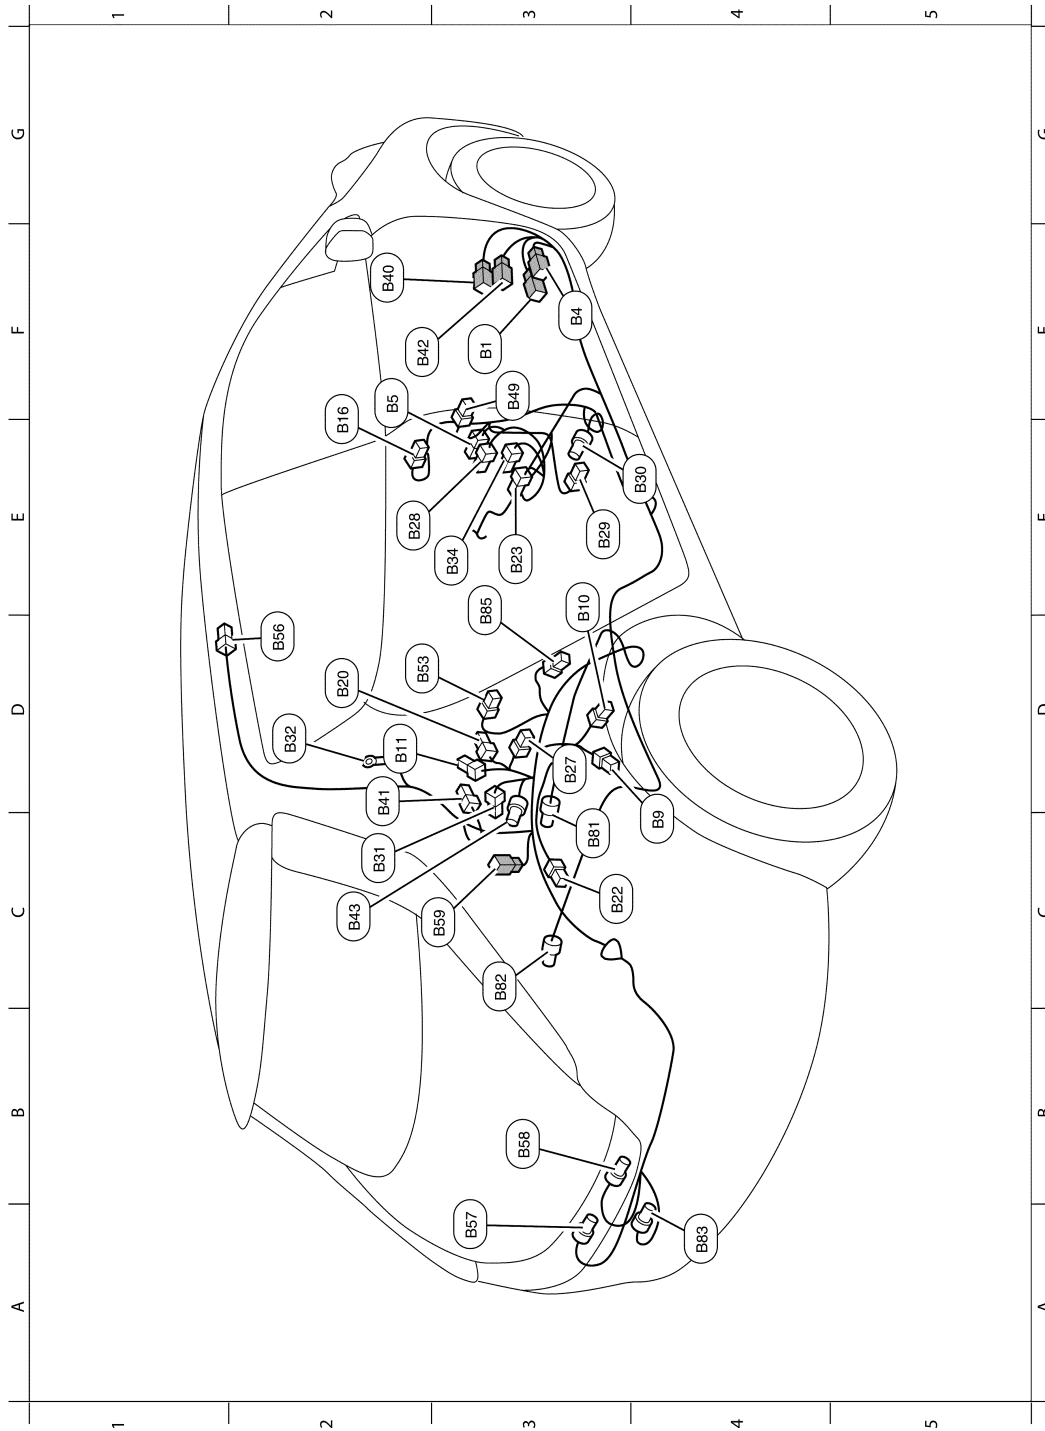 A B C D E F G
1 1
B56
B32
B20 B16
2 2
B43
B31
B41
B11 B5 B40
B28
B53 B42
B59
B34
B57
B85 B1
B82
B23 B49
3 3
B58
B27
B10 B4
B81
B22 B29
B30
B9
B83
4 4
5 5
A B C D E F G